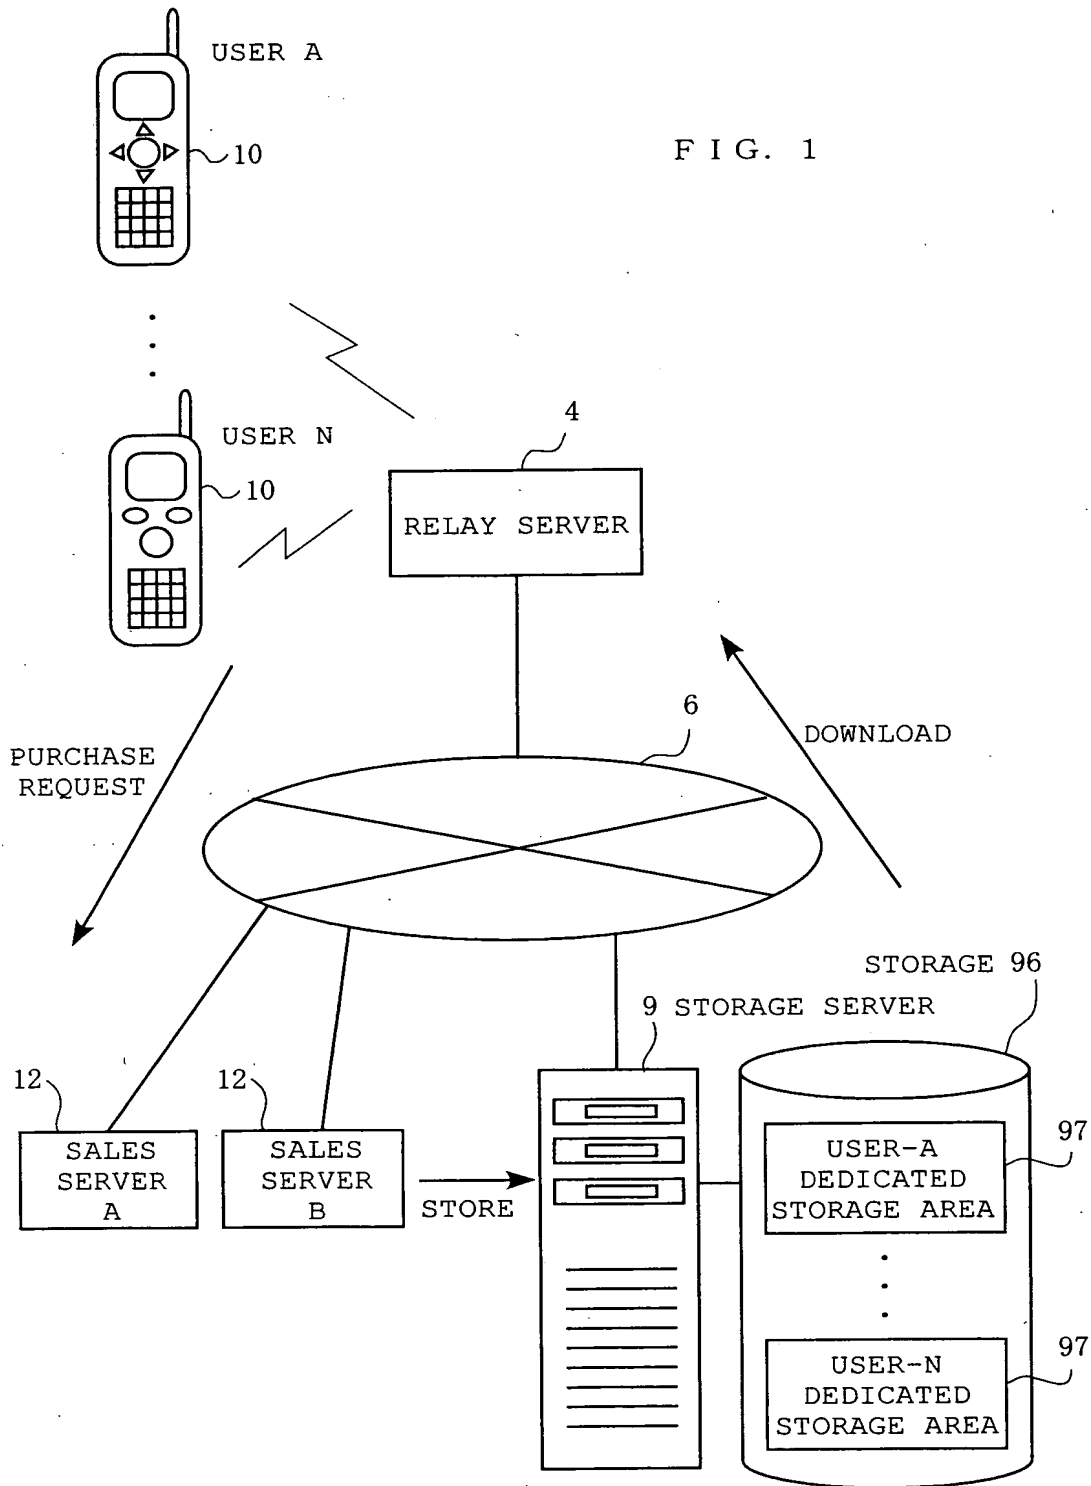 USER A
10
FIG. 1
USER N
10
4
RELAY SERVER
6
DOWNLOAD
PURCHASE
REQUEST
STORAGE 96
9 STORAGE SERVER
12
12
SALES
SERVER
A
SALES
SERVER
B
STORE
USER-A
DEDICATED
STORAGE AREA
97
USER-N
DEDICATED
STORAGE AREA
97